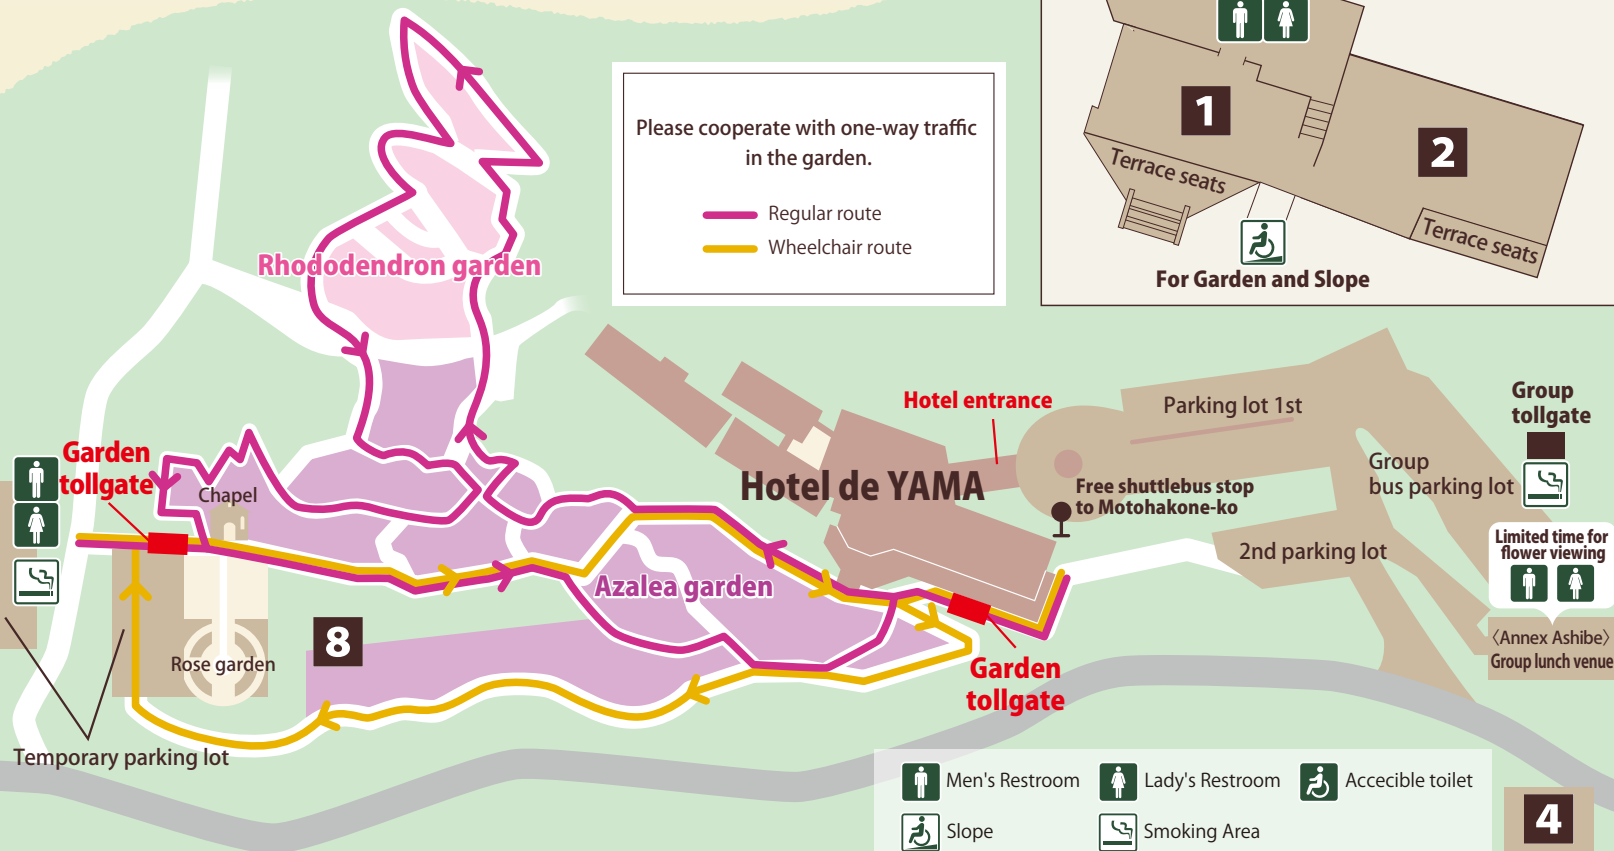 1
2
Terrace seats
Terrace seats
For Garden and Slope
Please cooperate with one-way traffic
in the garden.
Regular route
Wheelchair route
Rhododendron garden
Hotel entrance
Parking lot 1st
Group
tollgate
Garden
tollgate
Chapel
Hotel de YAMA
Free shuttlebus stop
to Motohakone-ko
Group
bus parking lot
2nd parking lot
Limited time for
flower viewing
Azalea garden
8
Rose garden
Garden
tollgate
〈Annex Ashibe〉
Group lunch venue
Temporary parking lot
Men's Restroom
Lady's Restroom
Accecible toilet
Slope
Smoking Area
4